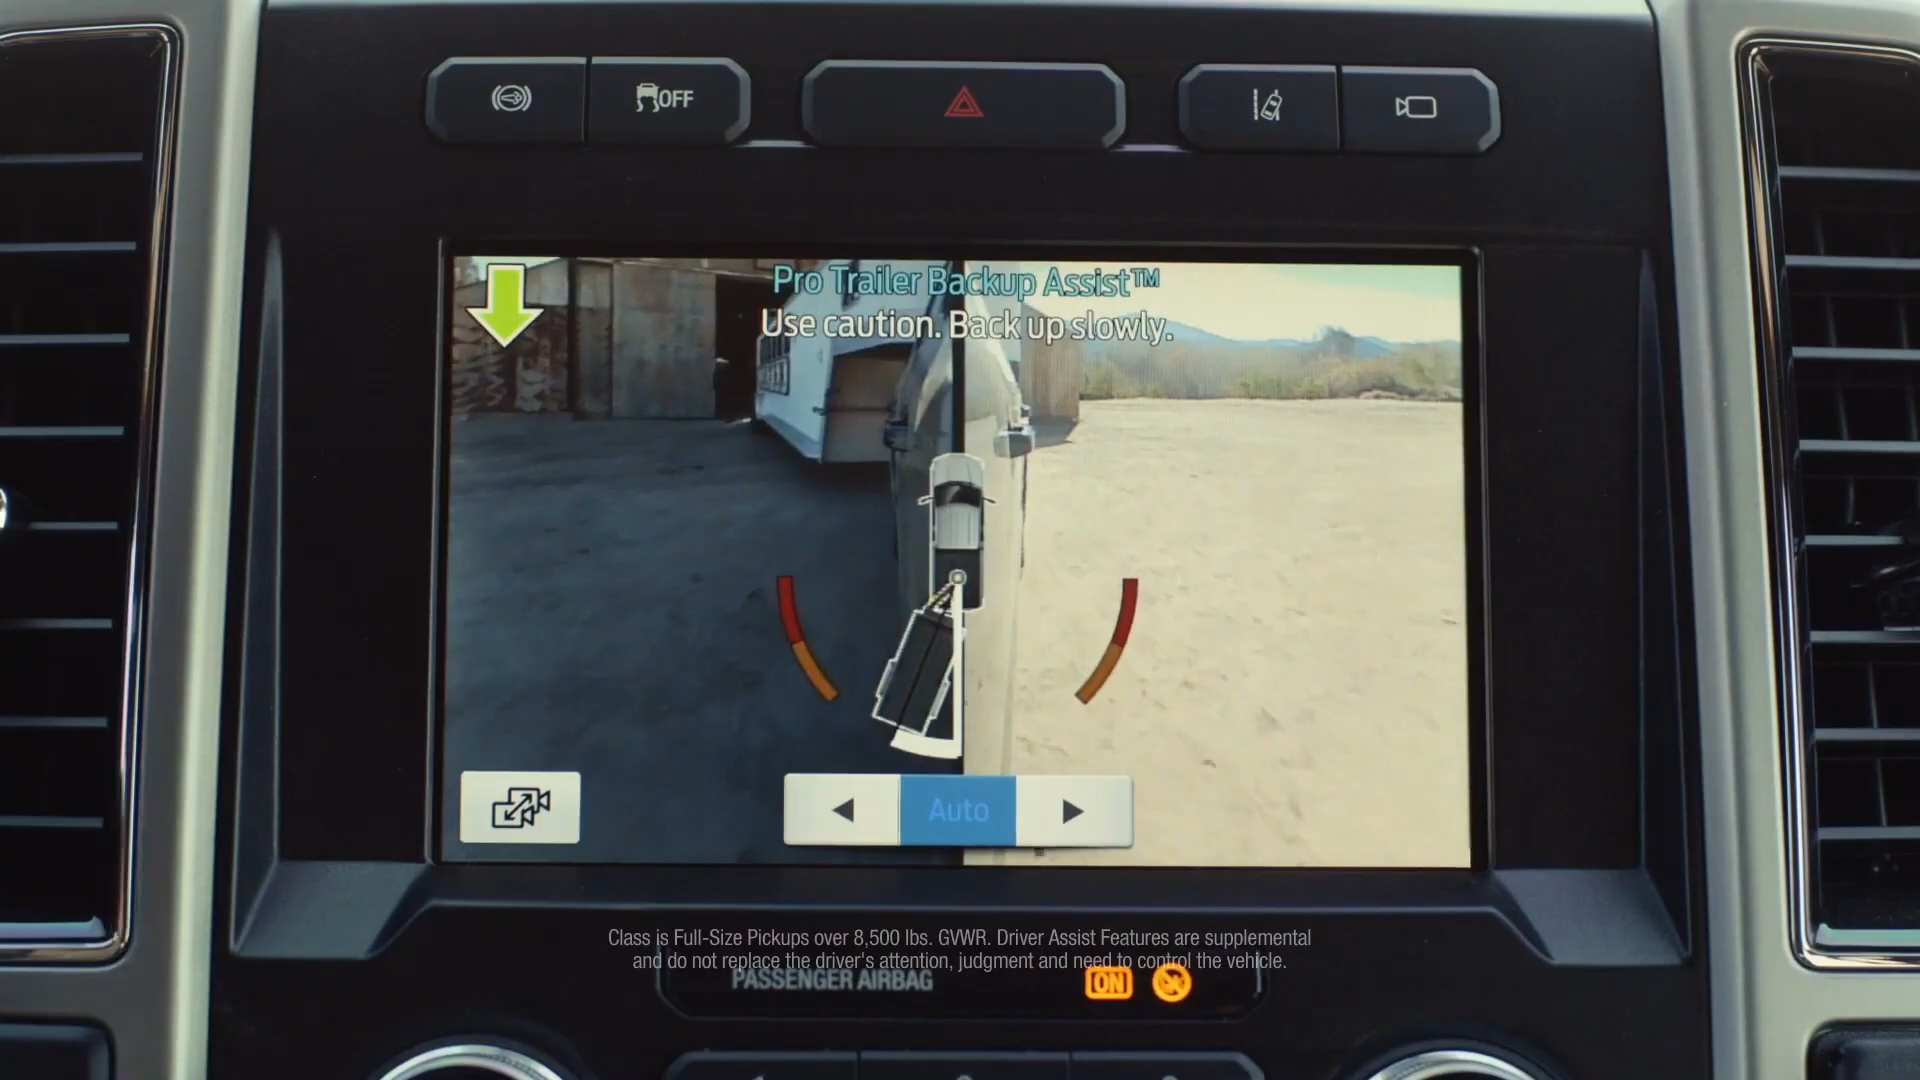 OFF
Pro Trailer Backup Assist™
Use caution. Back up slowly.
Auto
Class is Full-Size Pickups over 8,500 lbs. GVWR. Driver Assist Features are supplemental
and do not replace the driver's attention, judgment and need to control the vehicle.
PASSENGER AIRBAG ON